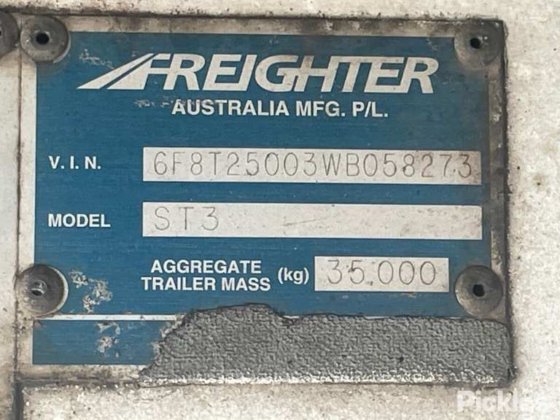 FREIGHTER
AUSTRALIA MFG. P/L.
V.I.N. 6F8T25003WB058273
MODEL ST3
AGGREGATE
TRAILER MASS (kg) 35.000
Pickles